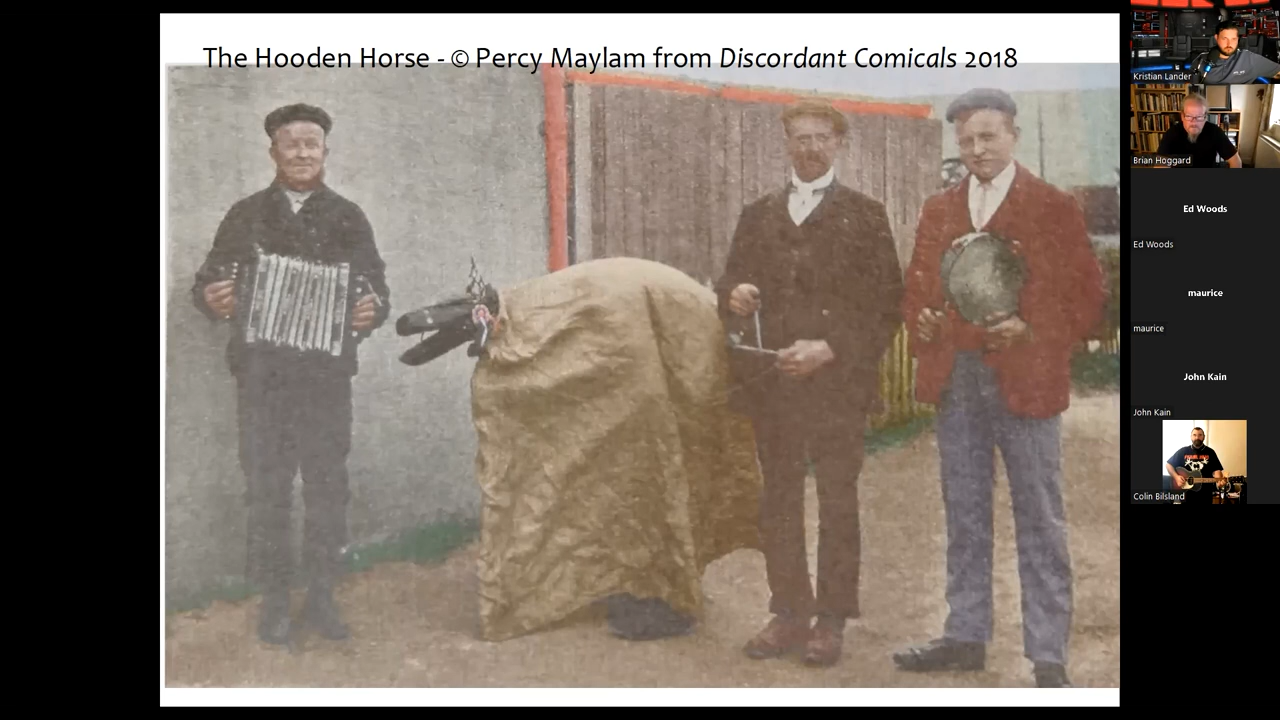 The Hooden Horse - © Percy Maylam from Discordant Comicals 2018
Kristian Lander
Brian Hoggard
Ed Woods
Ed Woods
maurice
maurice
John Kain
John Kain
Colin Bilsland